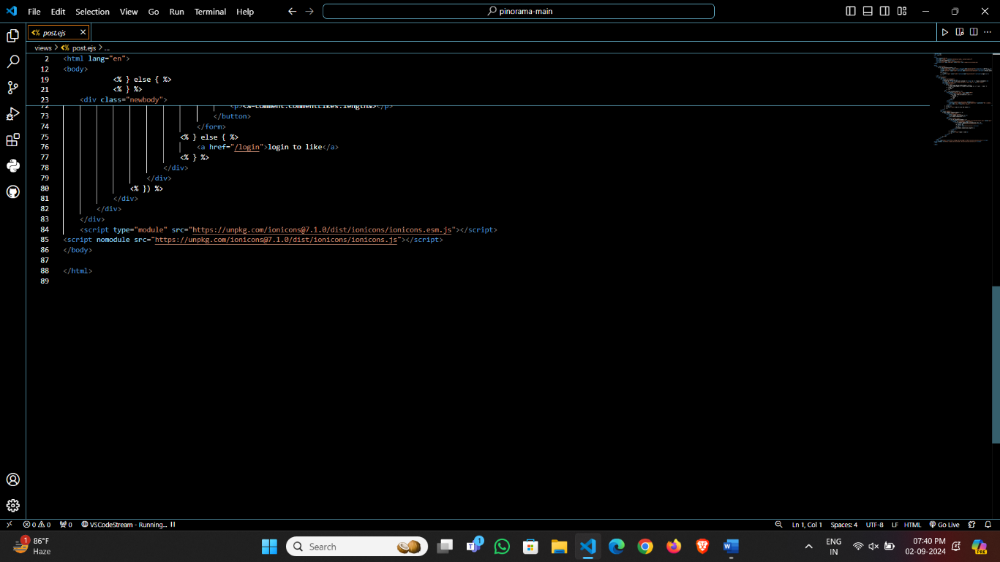 File Edit Selection View Go Run Terminal Help pinorama-main
<% post.ejs
views > <% post.ejs > ...
2 <html lang="en">
12 <body>
19 <% } else { %>
21 <% } %>
23 <div class="newbody">
72 <p><%=comment.commentLikes.length%></p>
73 </button>
74 </form>
75 <% } else { %>
76 <a href="/login">login to like</a>
77 <% } %>
78 </div>
79 </div>
80 <% }) %>
81 </div>
82 </div>
83 </div>
84 <script type="module" src="https://unpkg.com/ionicons@7.1.0/dist/ionicons/ionicons.esm.js"></script>
85 <script nomodule src="https://unpkg.com/ionicons@7.1.0/dist/ionicons/ionicons.js"></script>
86 </body>
87
88 </html>
89
0 0 0 VSCodeStream - Running... Ln 1, Col 1 Spaces: 4 UTF-8 LF HTML Go Live
1 86°F
Haze
Search
1
ENG
IN
07:40 PM
02-09-2024
PRE